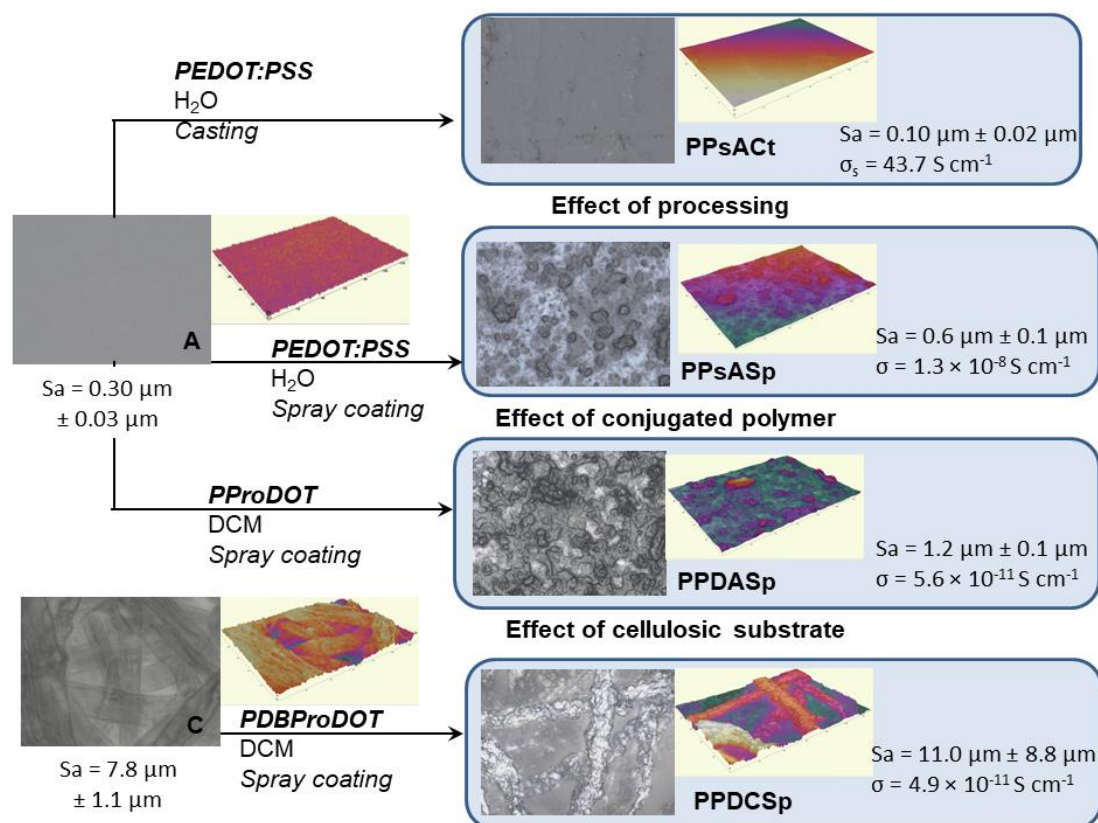 PEDOT:PSS
H₂O
Casting
PPsACt
Sa = 0.10 µm ± 0.02 µm
σₛ = 43.7 S cm⁻¹
Effect of processing
A
Sa = 0.30 µm
± 0.03 µm
PEDOT:PSS
H₂O
Spray coating
PPsASp
Sa = 0.6 µm ± 0.1 µm
σ = 1.3 × 10⁻⁸ S cm⁻¹
Effect of conjugated polymer
PProDOT
DCM
Spray coating
PPDASp
Sa = 1.2 µm ± 0.1 µm
σ = 5.6 × 10⁻¹¹ S cm⁻¹
Effect of cellulosic substrate
C
Sa = 7.8 µm
± 1.1 µm
PDBProDOT
DCM
Spray coating
PPDCSp
Sa = 11.0 µm ± 8.8 µm
σ = 4.9 × 10⁻¹¹ S cm⁻¹